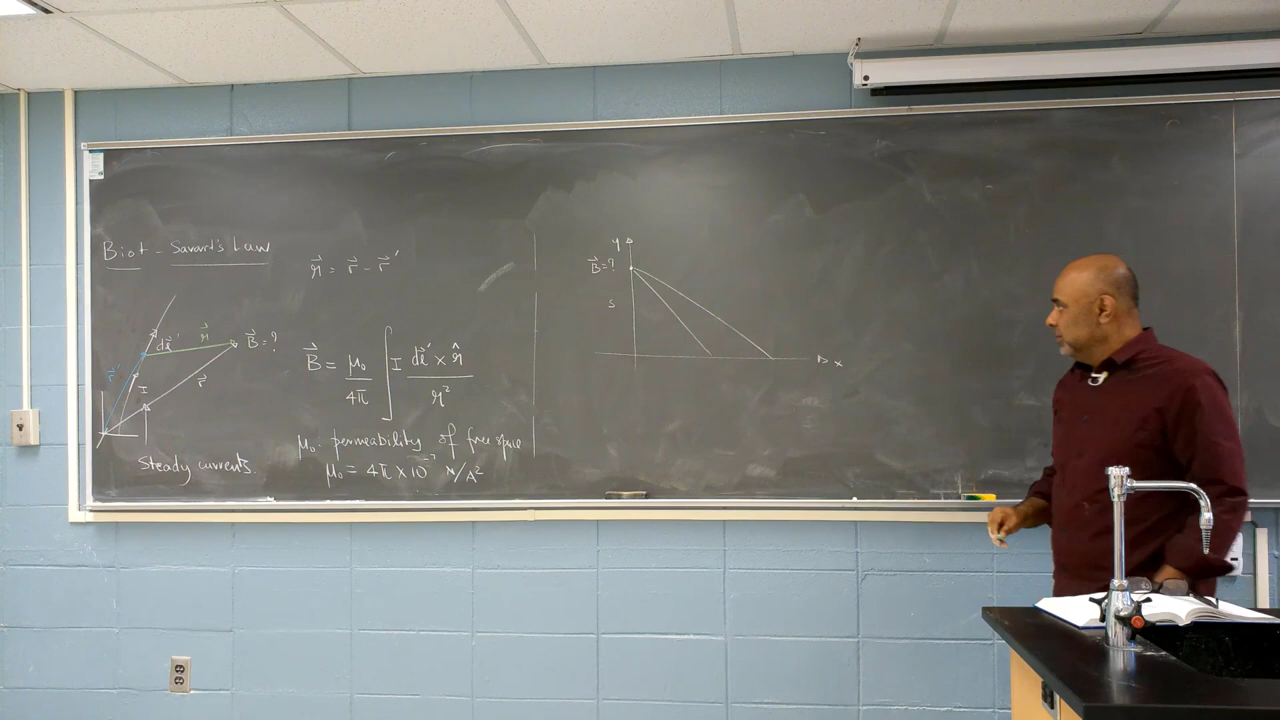 Biot-Savart's Law
𝓇⃗ = r⃗ - r⃗'
dl⃗' 𝓇⃗ B⃗=?
r⃗' I r⃗
B⃗ = μ₀/4π ∫ I dl⃗' × 𝓇̂ / 𝓇²
Steady currents.
μ₀: permeability of free space
μ₀ = 4π×10⁻⁷ N/A²
y
B⃗=?
s
x